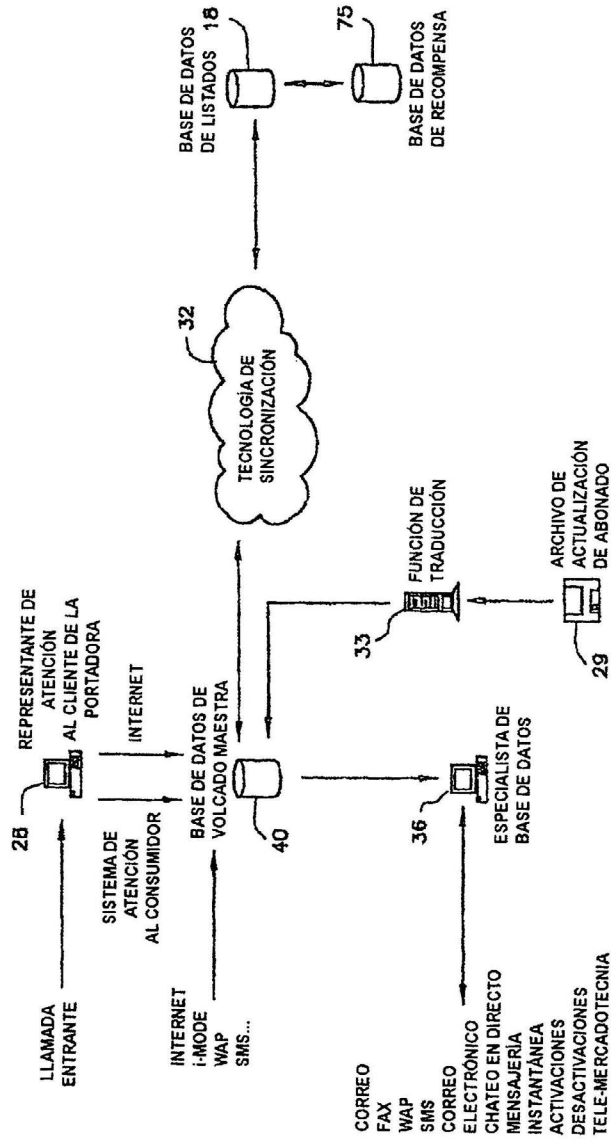 LLAMADA
ENTRANTE
28
REPRESENTANTE DE
ATENCIÓN
AL CLIENTE DE LA
PORTADORA
SISTEMA DE
ATENCIÓN
AL CONSUMIDOR
INTERNET
INTERNET
i-MODE
WAP
SMS...
BASE DE DATOS DE
VOLCADO MAESTRA
40
TECNOLOGÍA DE
SINCRONIZACIÓN
32
BASE DE DATOS
DE LISTADOS
18
75
BASE DE DATOS
DE RECOMPENSA
FUNCIÓN DE
TRADUCCIÓN
33
ARCHIVO DE
ACTUALIZACIÓN
DE ABONADO
29
36
ESPECIALISTA DE
BASE DE DATOS
CORREO
FAX
WAP
SMS
CORREO
ELECTRÓNICO
CHATEO EN DIRECTO
MENSAJERÍA
INSTANTÁNEA
ACTIVACIONES
DESACTIVACIONES
TELE-MERCADOTECNIA